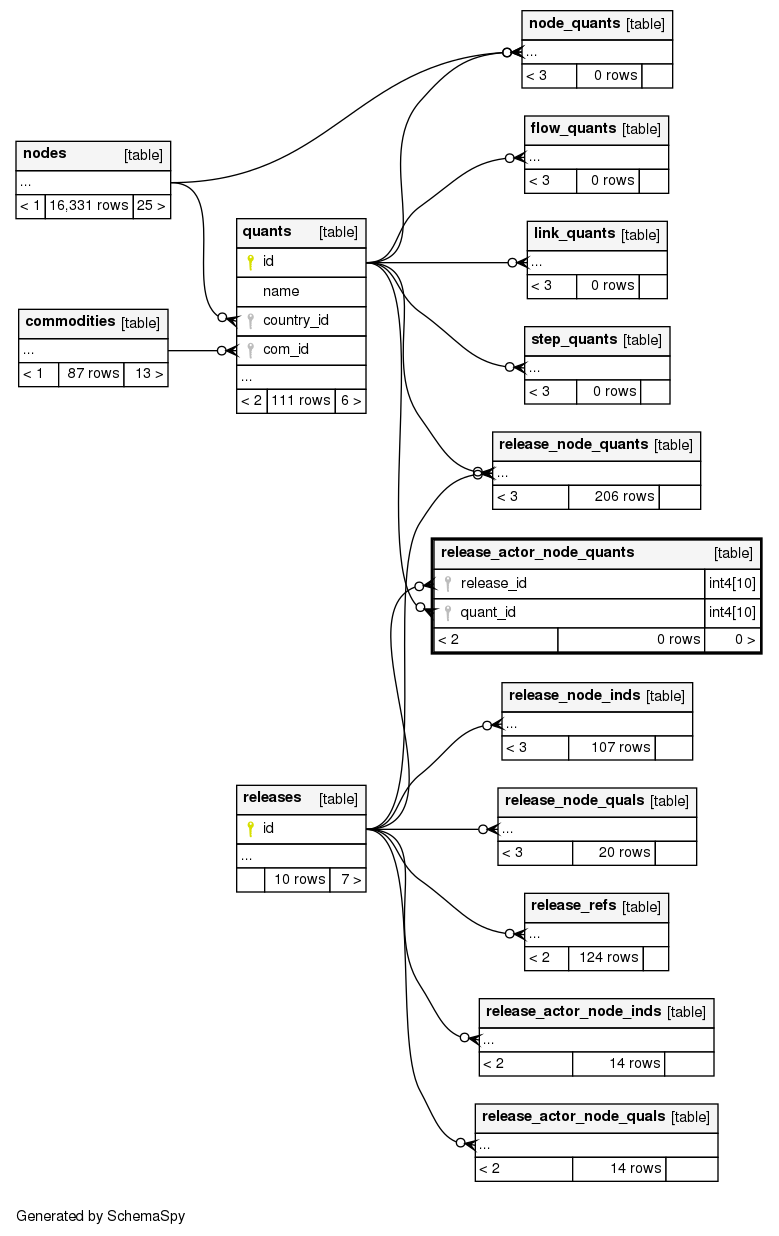 node_quants [table]
...
< 3 0 rows
flow_quants [table]
...
< 3 0 rows
nodes [table]
...
< 1 16,331 rows 25 >
quants [table]
id
name
country_id
com_id
...
< 2 111 rows 6 >
link_quants [table]
...
< 3 0 rows
commodities [table]
...
< 1 87 rows 13 >
step_quants [table]
...
< 3 0 rows
release_node_quants [table]
...
< 3 206 rows
release_actor_node_quants [table]
release_id int4[10]
quant_id int4[10]
< 2 0 rows 0 >
release_node_inds [table]
...
< 3 107 rows
releases [table]
id
...
10 rows 7 >
release_node_quals [table]
...
< 3 20 rows
release_refs [table]
...
< 2 124 rows
release_actor_node_inds [table]
...
< 2 14 rows
release_actor_node_quals [table]
...
< 2 14 rows
Generated by SchemaSpy